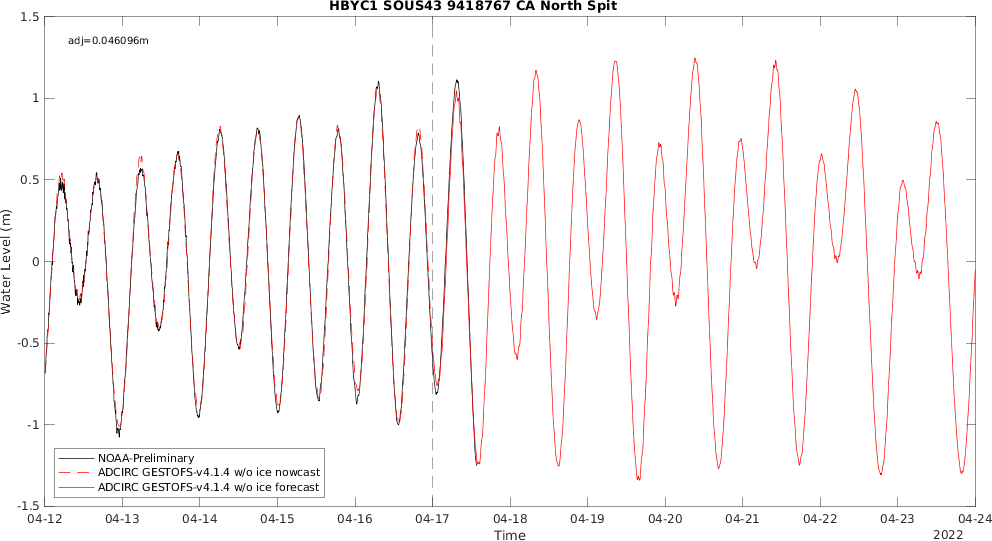 HBYC1 SOUS43 9418767 CA North Spit
adj=0.046096m
1.5
1
0.5
0
-0.5
-1
-1.5
Water Level (m)
NOAA-Preliminary
ADCIRC GESTOFS-v4.1.4 w/o ice nowcast
ADCIRC GESTOFS-v4.1.4 w/o ice forecast
04-12 04-13 04-14 04-15 04-16 04-17 04-18 04-19 04-20 04-21 04-22 04-23 04-24
Time
2022